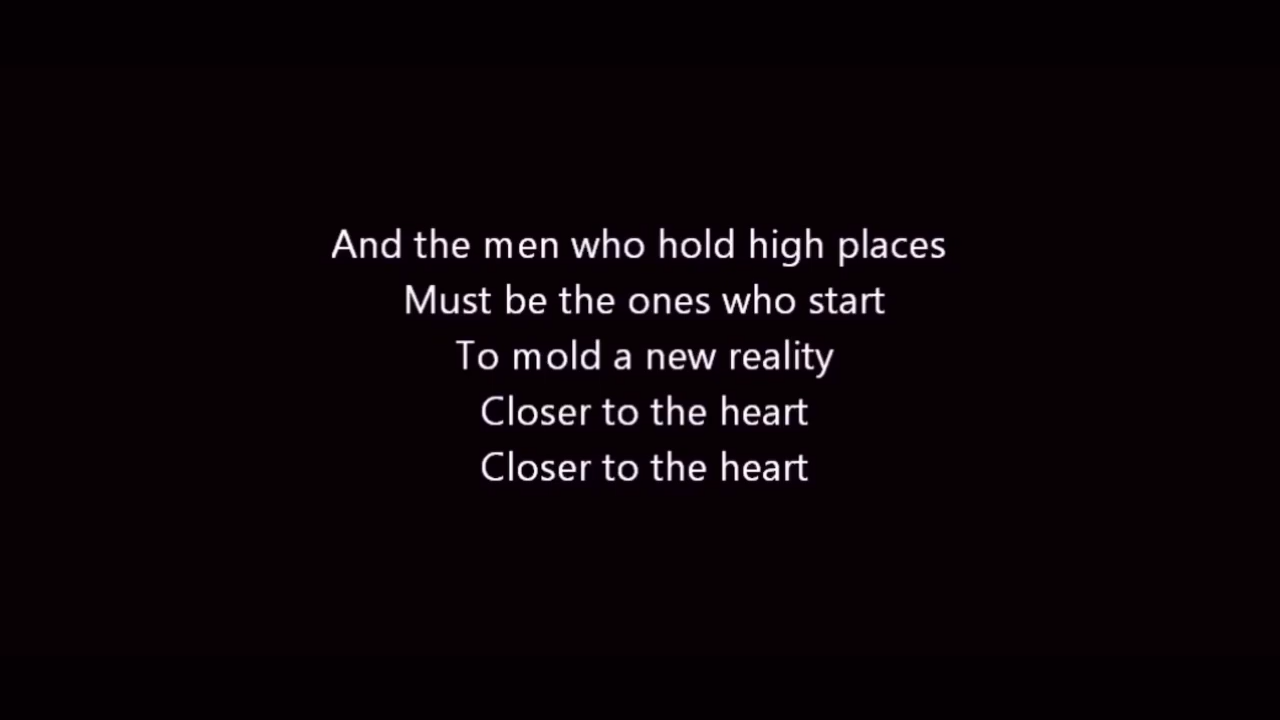 And the men who hold high places
Must be the ones who start
To mold a new reality
Closer to the heart
Closer to the heart